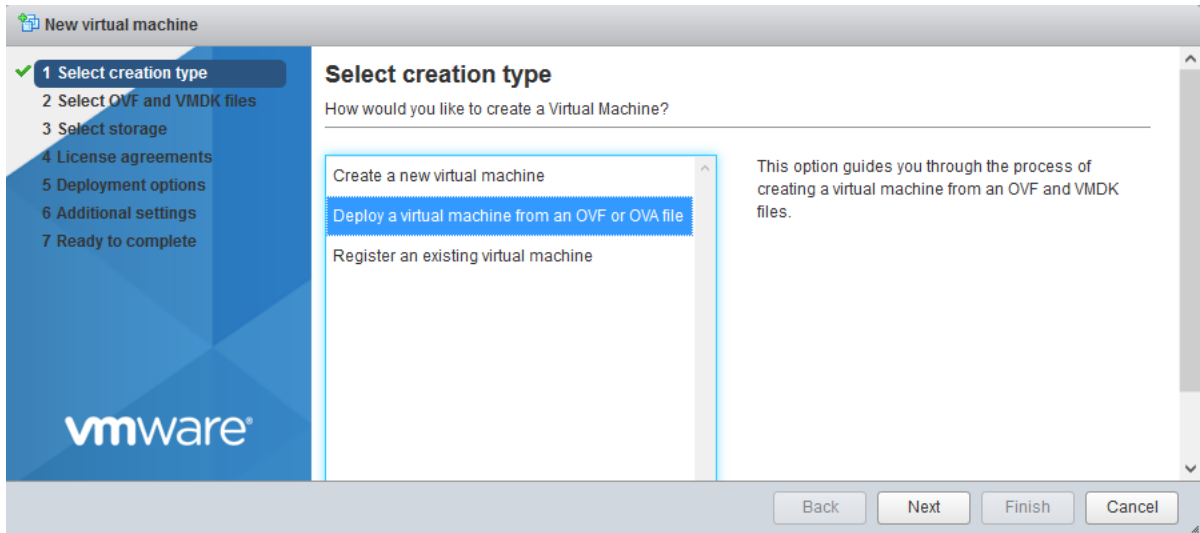 New virtual machine
1 Select creation type
2 Select OVF and VMDK files
3 Select storage
4 License agreements
5 Deployment options
6 Additional settings
7 Ready to complete
vmware®
Select creation type
How would you like to create a Virtual Machine?
Create a new virtual machine
Deploy a virtual machine from an OVF or OVA file
Register an existing virtual machine
This option guides you through the process of
creating a virtual machine from an OVF and VMDK
files.
Back Next Finish Cancel